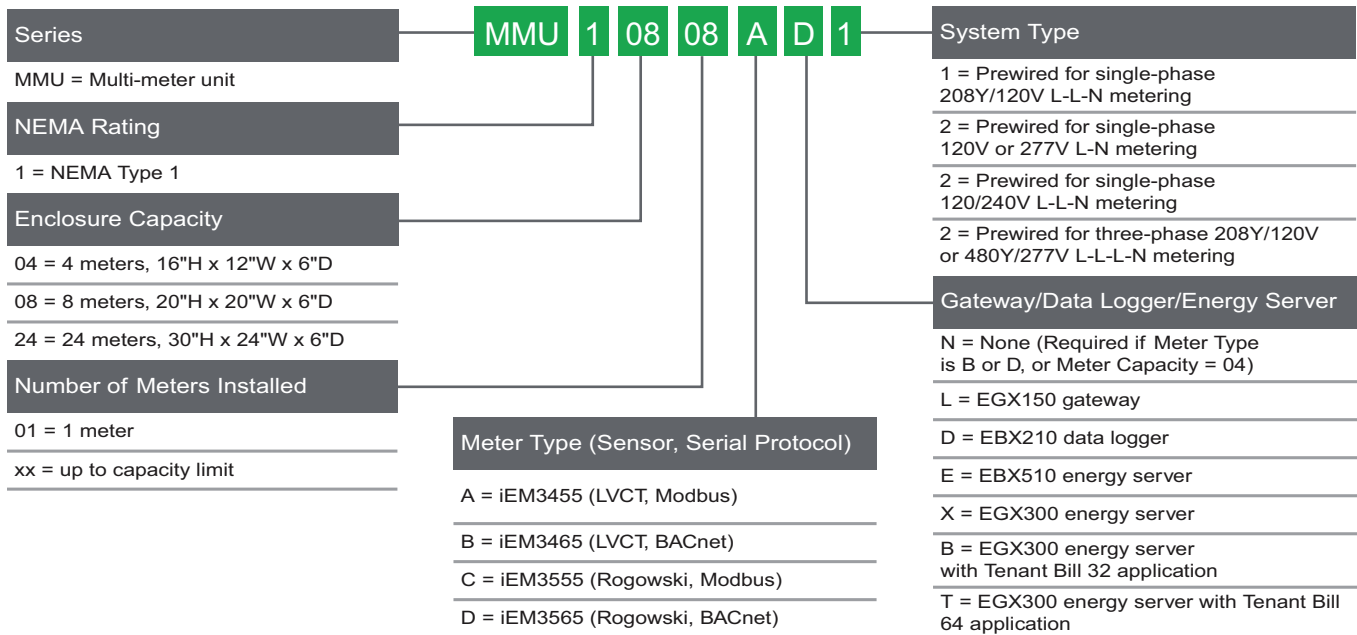 MMU 1 08 08 A D 1
Series
MMU = Multi-meter unit
NEMA Rating
1 = NEMA Type 1
Enclosure Capacity
04 = 4 meters, 16"H x 12"W x 6"D
08 = 8 meters, 20"H x 20"W x 6"D
24 = 24 meters, 30"H x 24"W x 6"D
Number of Meters Installed
01 = 1 meter
xx = up to capacity limit
Meter Type (Sensor, Serial Protocol)
A = iEM3455 (LVCT, Modbus)
B = iEM3465 (LVCT, BACnet)
C = iEM3555 (Rogowski, Modbus)
D = iEM3565 (Rogowski, BACnet)
System Type
1 = Prewired for single-phase
208Y/120V L-L-N metering
2 = Prewired for single-phase
120V or 277V L-N metering
2 = Prewired for single-phase
120/240V L-L-N metering
2 = Prewired for three-phase 208Y/120V
or 480Y/277V L-L-L-N metering
Gateway/Data Logger/Energy Server
N = None (Required if Meter Type
is B or D, or Meter Capacity = 04)
L = EGX150 gateway
D = EBX210 data logger
E = EBX510 energy server
X = EGX300 energy server
B = EGX300 energy server
with Tenant Bill 32 application
T = EGX300 energy server with Tenant Bill
64 application